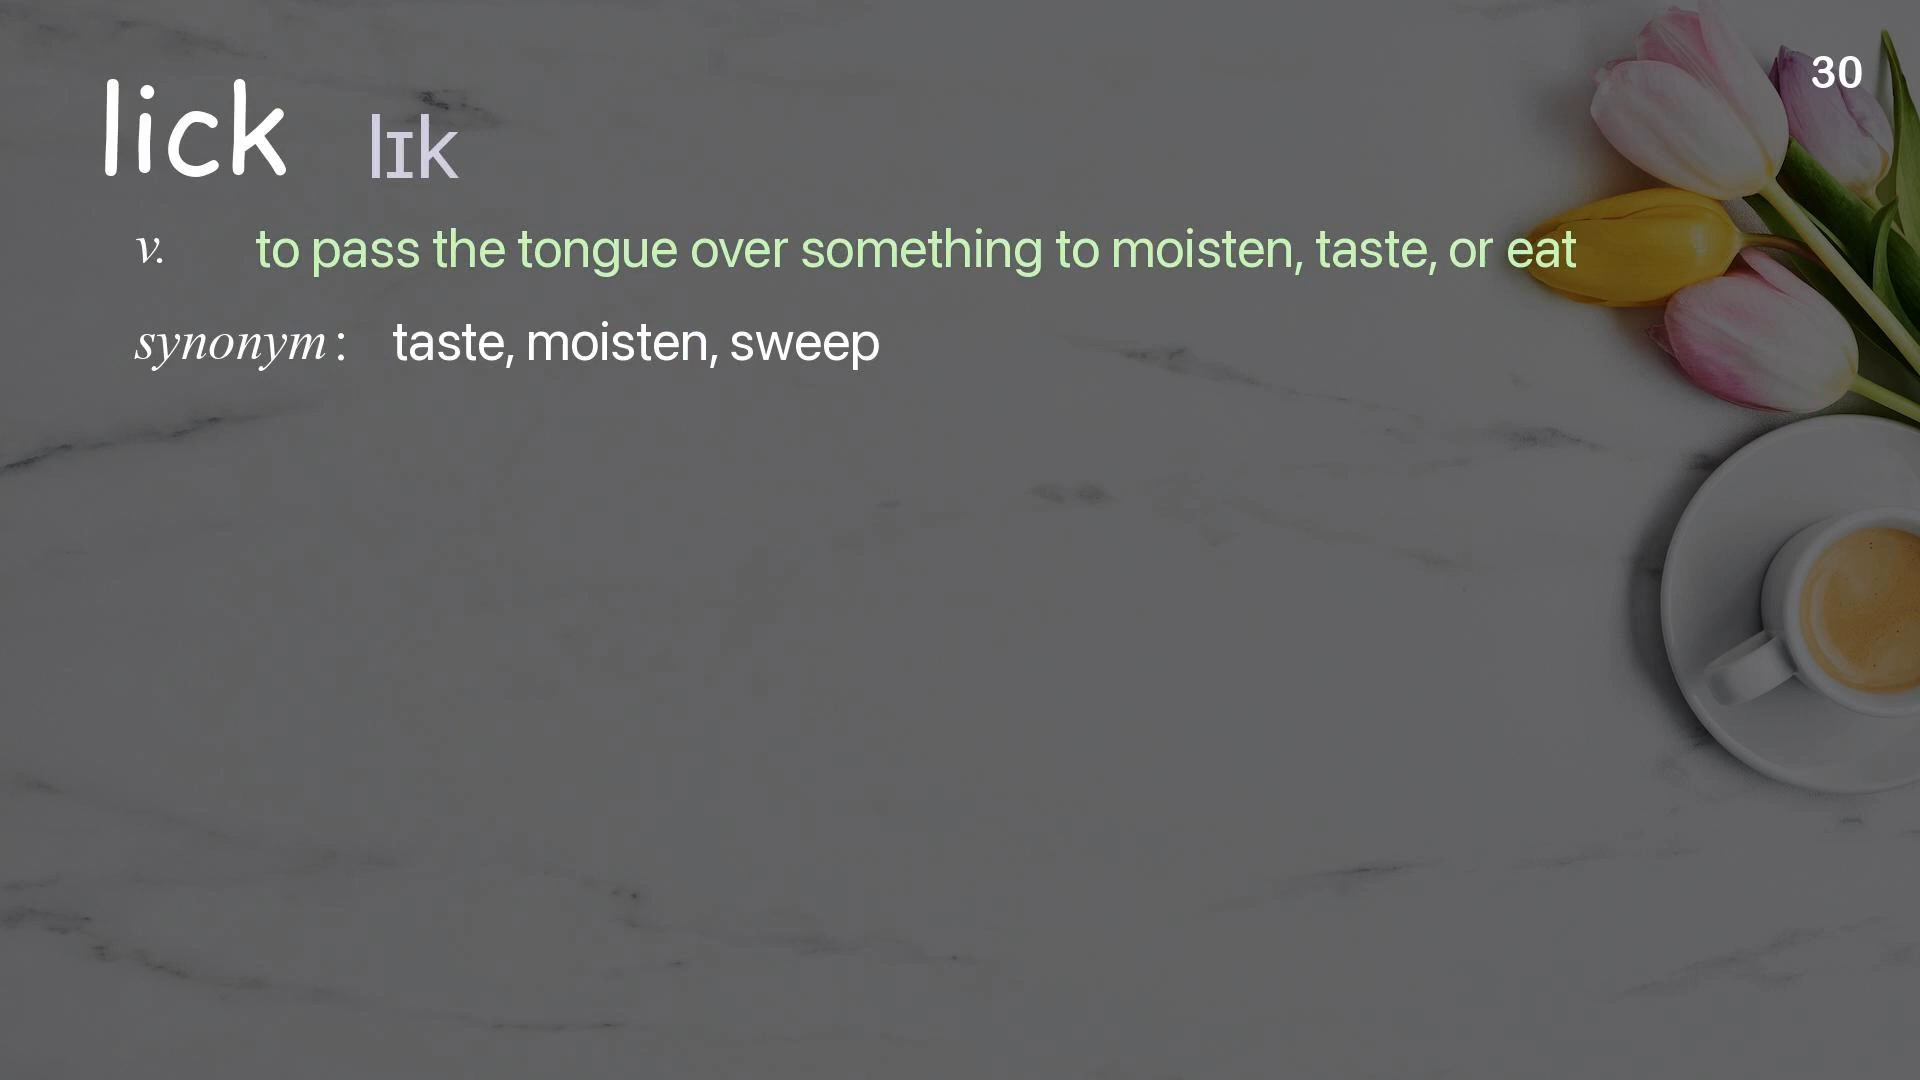 30
lick lɪk
v. to pass the tongue over something to moisten, taste, or eat
synonym: taste, moisten, sweep